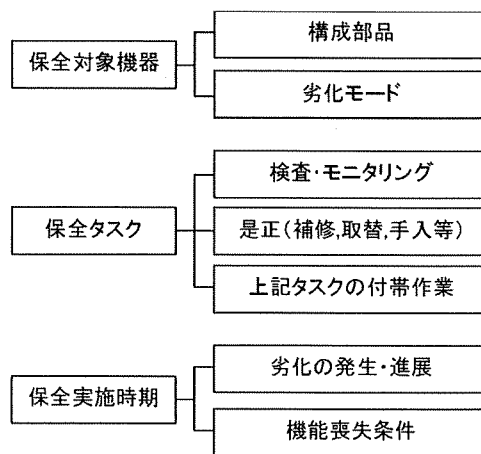 保全対象機器
構成部品
劣化モード
保全タスク
検査・モニタリング
是正(補修,取替,手入等)
上記タスクの付帯作業
保全実施時期
劣化の発生・進展
機能喪失条件